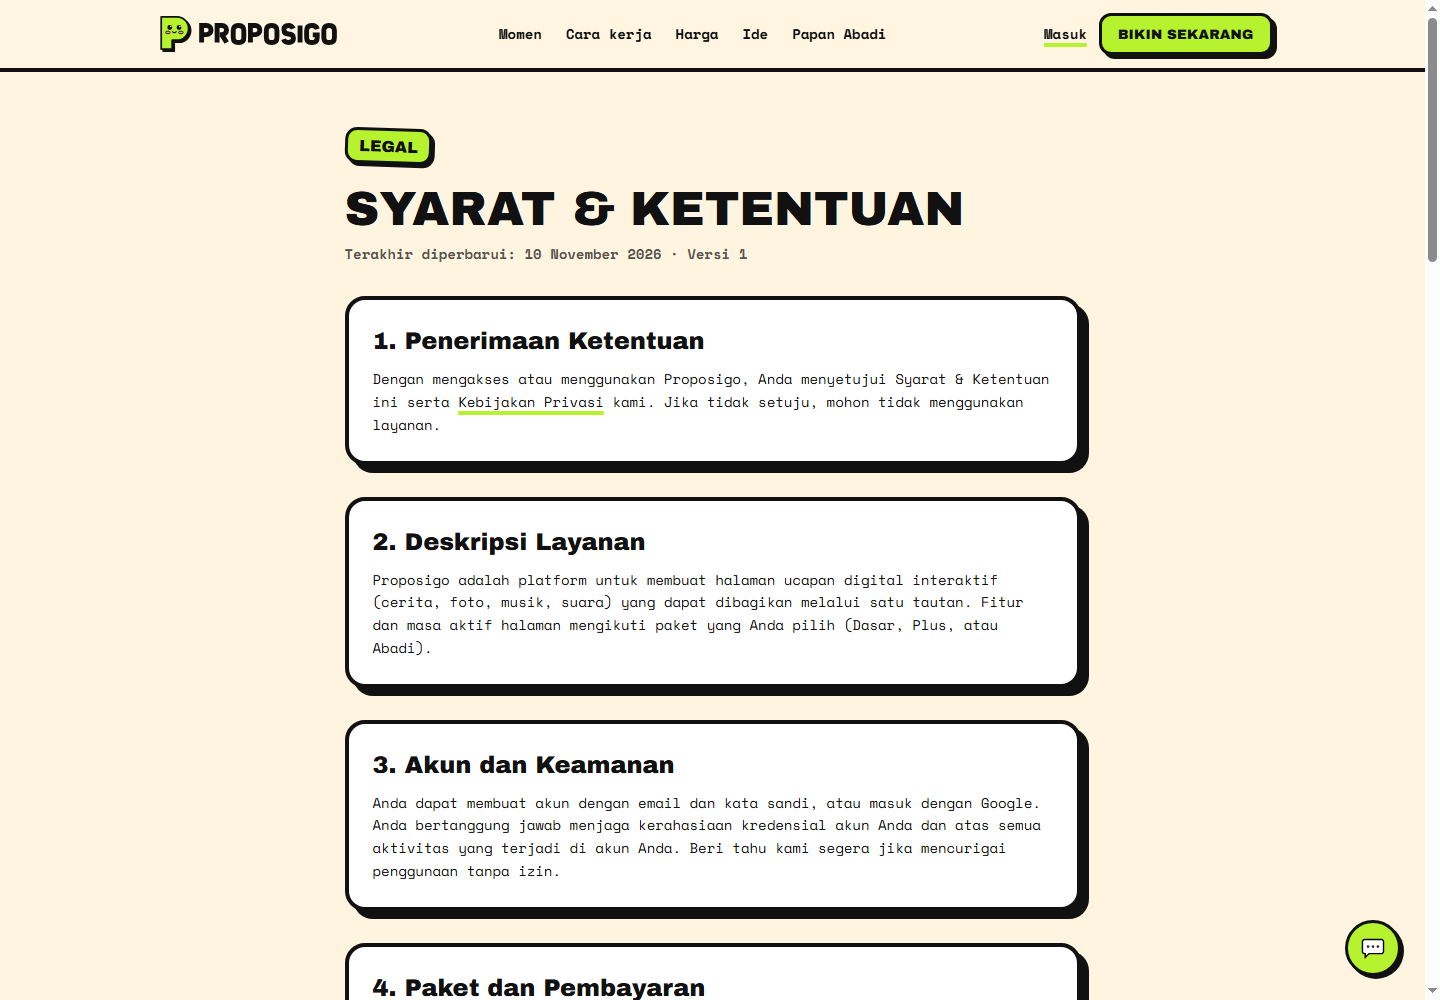 PROPOSIGO
Momen
Cara kerja
Harga
Ide
Papan Abadi
Masuk
BIKIN SEKARANG
LEGAL
SYARAT & KETENTUAN
Terakhir diperbarui: 10 November 2026 · Versi 1
1. Penerimaan Ketentuan
Dengan mengakses atau menggunakan Proposigo, Anda menyetujui Syarat & Ketentuan
ini serta Kebijakan Privasi kami. Jika tidak setuju, mohon tidak menggunakan
layanan.
2. Deskripsi Layanan
Proposigo adalah platform untuk membuat halaman ucapan digital interaktif
(cerita, foto, musik, suara) yang dapat dibagikan melalui satu tautan. Fitur
dan masa aktif halaman mengikuti paket yang Anda pilih (Dasar, Plus, atau
Abadi).
3. Akun dan Keamanan
Anda dapat membuat akun dengan email dan kata sandi, atau masuk dengan Google.
Anda bertanggung jawab menjaga kerahasiaan kredensial akun Anda dan atas semua
aktivitas yang terjadi di akun Anda. Beri tahu kami segera jika mencurigai
penggunaan tanpa izin.
4. Paket dan Pembayaran